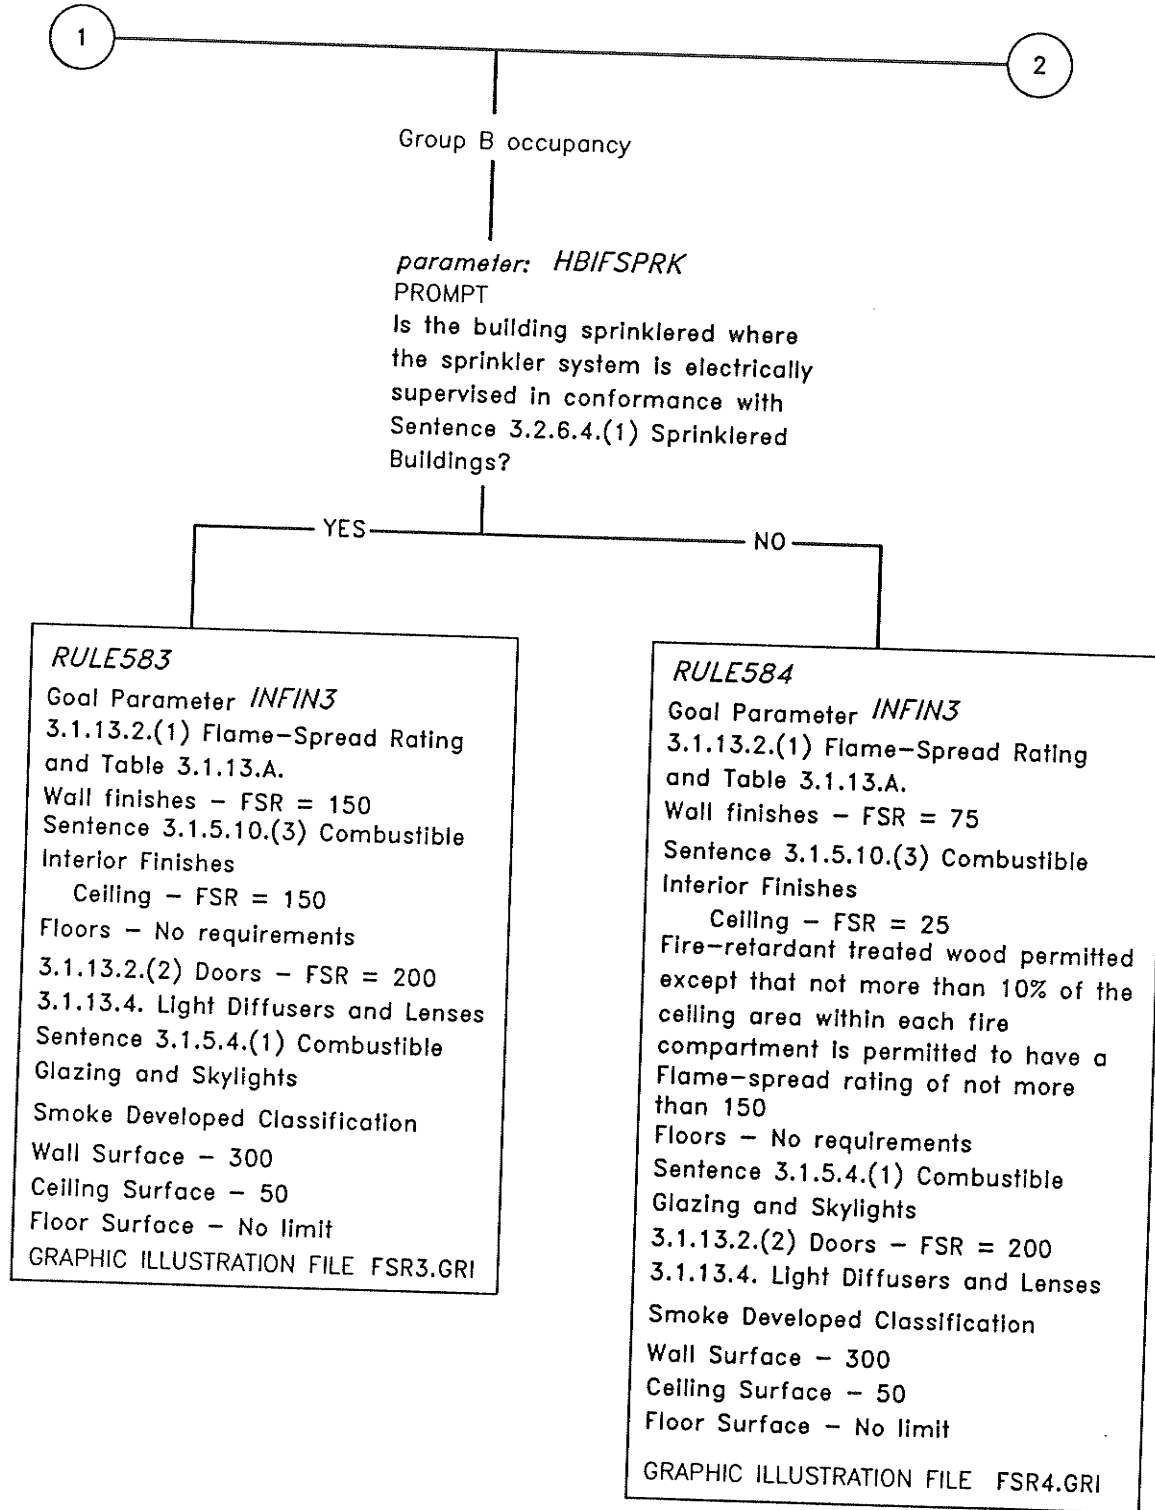 1
2
Group B occupancy
parameter: HBIFSPRK
PROMPT
Is the building sprinklered where
the sprinkler system is electrically
supervised in conformance with
Sentence 3.2.6.4.(1) Sprinklered
Buildings?
YES
NO
RULE583
Goal Parameter INFIN3
3.1.13.2.(1) Flame-Spread Rating
and Table 3.1.13.A.
Wall finishes - FSR = 150
Sentence 3.1.5.10.(3) Combustible
Interior Finishes
Ceiling - FSR = 150
Floors - No requirements
3.1.13.2.(2) Doors - FSR = 200
3.1.13.4. Light Diffusers and Lenses
Sentence 3.1.5.4.(1) Combustible
Glazing and Skylights
Smoke Developed Classification
Wall Surface - 300
Ceiling Surface - 50
Floor Surface - No limit
GRAPHIC ILLUSTRATION FILE FSR3.GRI
RULE584
Goal Parameter INFIN3
3.1.13.2.(1) Flame-Spread Rating
and Table 3.1.13.A.
Wall finishes - FSR = 75
Sentence 3.1.5.10.(3) Combustible
Interior Finishes
Ceiling - FSR = 25
Fire-retardant treated wood permitted
except that not more than 10% of the
ceiling area within each fire
compartment is permitted to have a
Flame-spread rating of not more
than 150
Floors - No requirements
Sentence 3.1.5.4.(1) Combustible
Glazing and Skylights
3.1.13.2.(2) Doors - FSR = 200
3.1.13.4. Light Diffusers and Lenses
Smoke Developed Classification
Wall Surface - 300
Ceiling Surface - 50
Floor Surface - No limit
GRAPHIC ILLUSTRATION FILE FSR4.GRI